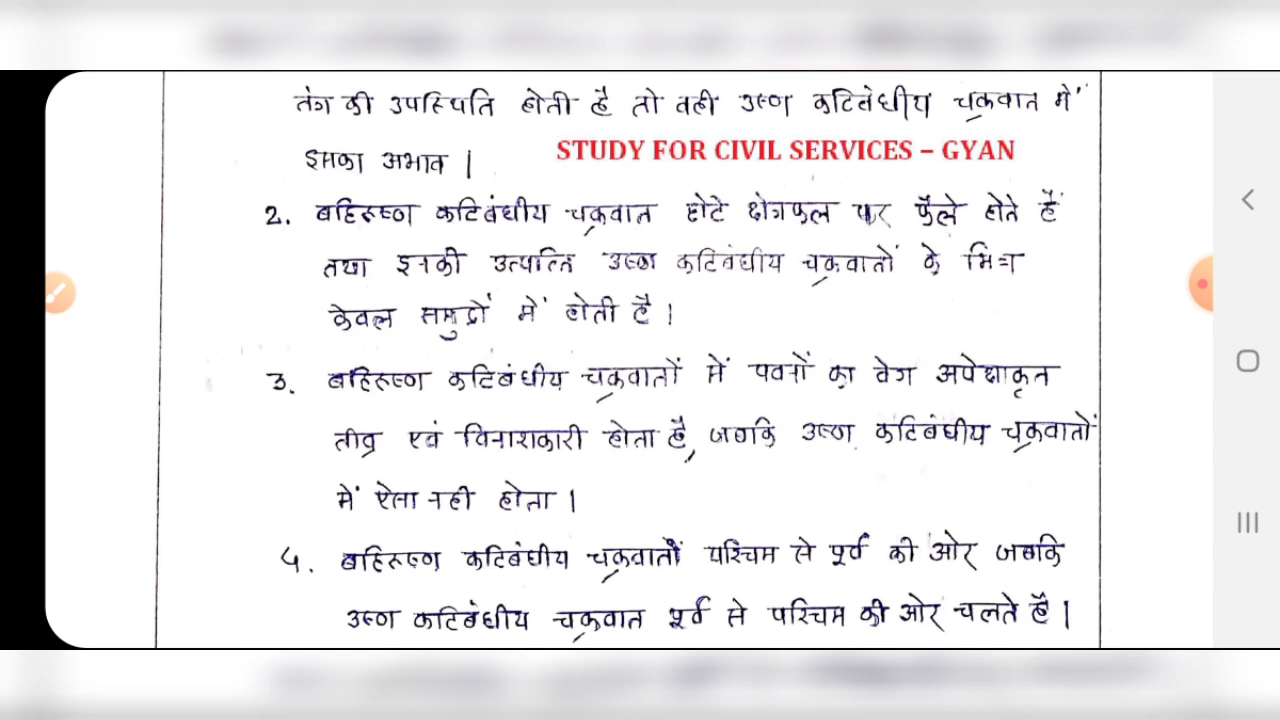 तंग की उपस्थिति होती है तो वही उष्ण कटिबंधीय चक्रवात में
इसका अभाव |
STUDY FOR CIVIL SERVICES – GYAN
2. बहिरूष्ण कटिबंधीय चक्रवात छोटे क्षेत्रफल पर फैले होते हैं
तथा इनकी उत्पत्ति उष्ण कटिबंधीय चक्रवातों के भिन्न
केवल समुद्रों में होती है |
3. बहिरूष्ण कटिबंधीय चक्रवातों में पवनों का वेग अपेक्षाकृत
तीव्र एवं विनाशकारी होता है, जबकि उष्ण कटिबंधीय चक्रवातों
में ऐसा नही होता |
4. बहिरूष्ण कटिबंधीय चक्रवातों पश्चिम से पूर्व की ओर जबकि
उष्ण कटिबंधीय चक्रवात पूर्व से पश्चिम की ओर चलते है |